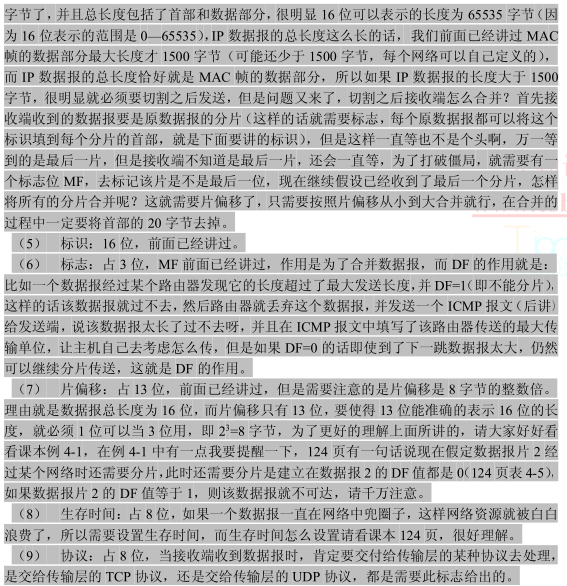 字节了，并且总长度包括了首部和数据部分，很明显 16 位可以表示的长度为 65535 字节（因
为 16 位表示的范围是 0—65535），IP 数据报的总长度这么长的话，我们前面已经讲过 MAC
帧的数据部分最大长度才 1500 字节（可能还少于 1500 字节，每个网络可以自己定义的），
而 IP 数据报的总长度恰好就是 MAC 帧的数据部分，所以如果 IP 数据报的长度大于 1500
字节，很明显就必须要切割之后发送，但是问题又来了，切割之后接收端怎么合并？首先接
收端收到的数据报要是原数据报的分片（这样的话就需要标志，每个原数据报都可以将这个
标识填到每个分片的首部，就是下面要讲的标识），但是这样一直等也不是个头啊，万一等
到的是最后一片，但是接收端不知道是最后一片，还会一直等，为了打破僵局，就需要有一
个标志位 MF，去标记该片是不是最后一位，现在继续假设已经收到了最后一个分片，怎样
将所有的分片合并呢？这就需要片偏移了，只需要按照片偏移从小到大合并就行，在合并的
过程中一定要将首部的 20 字节去掉。
（5） 标识：16 位，前面已经讲过。
（6） 标志：占 3 位，MF 前面已经讲过，作用是为了合并数据报，而 DF 的作用就是：
比如一个数据报经过某个路由器发现它的长度超过了最大发送长度，并 DF=1（即不能分片），
这样的话该数据报就过不去，然后路由器就丢弃这个数据报，并发送一个 ICMP 报文（后讲）
给发送端，说该数据报太大了过不去呀，并且在 ICMP 报文中填写了该路由器传送的最大传
输单位，让主机自己去考虑怎么传，但是如果 DF=0 的话即使到了下一跳数据报太大，仍然
可以继续分片传送，这就是 DF 的作用。
（7） 片偏移：占 13 位，前面已经讲过，但是需要注意的是片偏移是 8 字节的整数倍。
理由就是数据报总长度为 16 位，而片偏移只有 13 位，要使得 13 位能准确的表示 16 位的长
度，就必须 1 位可以当 3 位用，即 2³=8 字节，为了更好的理解上面所讲的，请大家好好看
看课本例 4-1，在例 4-1 中有一点我要提醒一下，124 页有一句话说现在假定数据报片 2 经
过某个网络时还需要分片，此时还需要分片是建立在数据报 2 的 DF 值都是 0（124 页表 4-5），
如果数据报片 2 的 DF 值等于 1，则该数据报就不可达，请千万注意。
（8） 生存时间：占 8 位，如果一个数据报一直在网络中兜圈子，这样网络资源就被白白
浪费了，所以需要设置生存时间，而生存时间怎么设置请看课本 124 页，很好理解。
（9） 协议：占 8 位，当接收端收到数据报时，肯定要交付给传输层的某种协议去处理，
是交给传输层的 TCP 协议，还是交给传输层的 UDP 协议，都是需要此标志给出的。